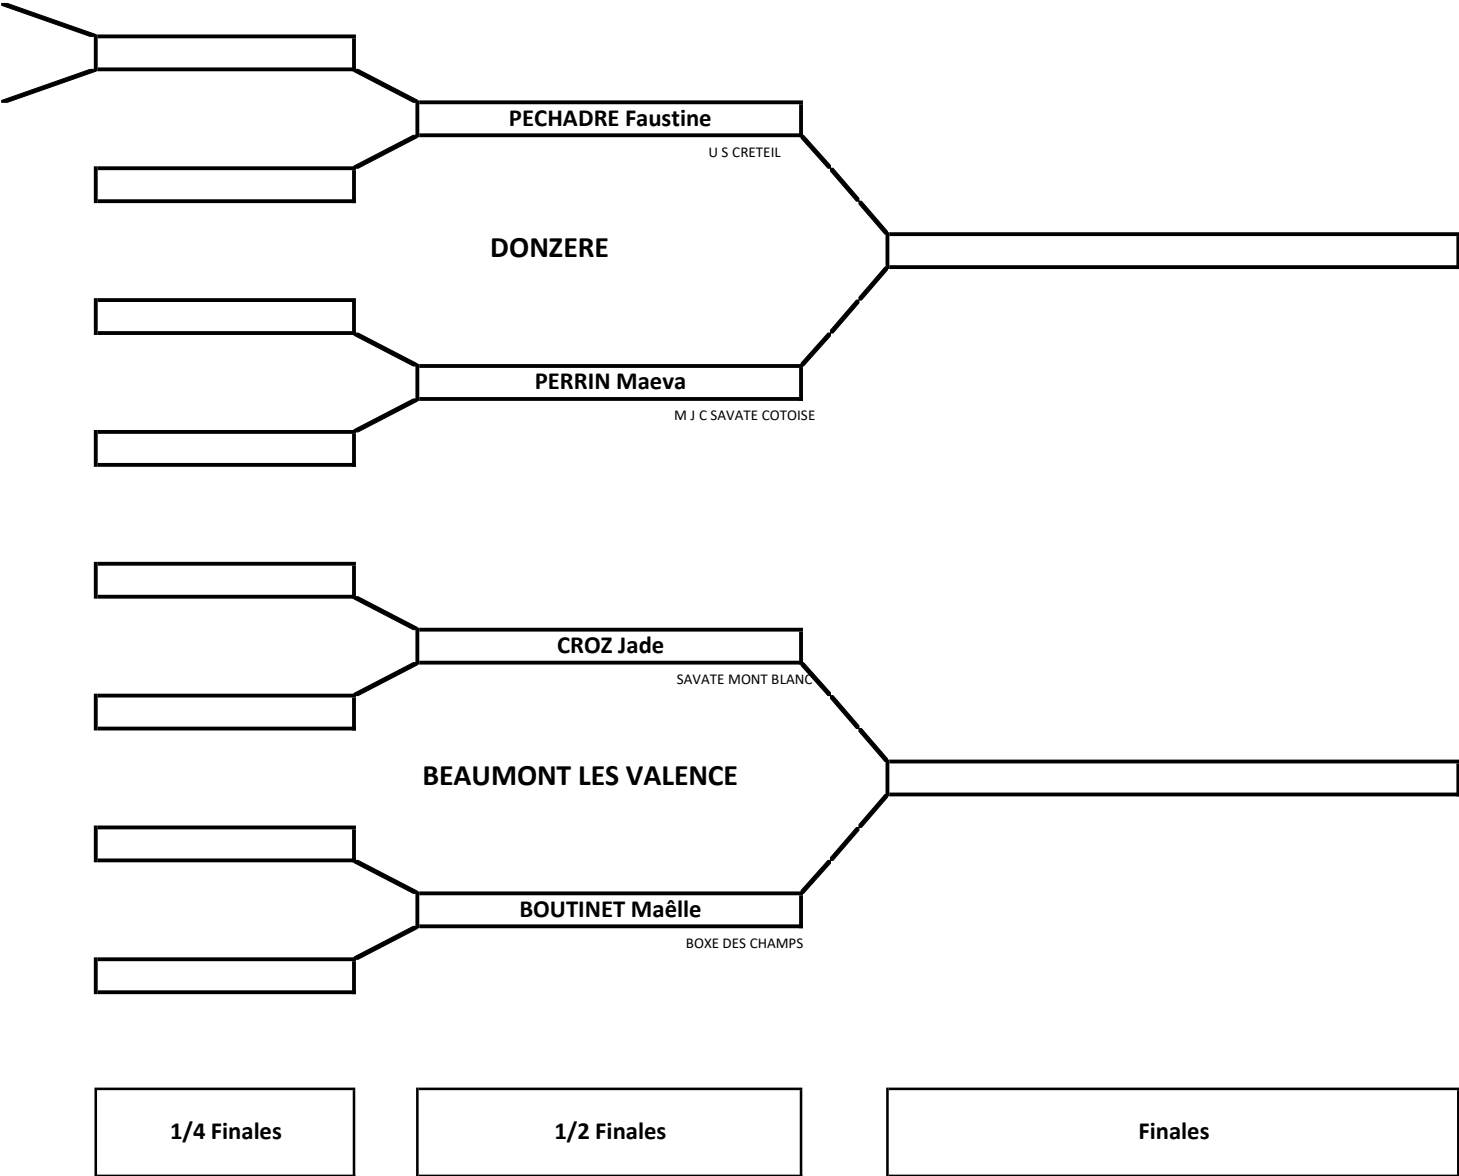 PECHADRE Faustine
U S CRETEIL
DONZERE
PERRIN Maeva
M J C SAVATE COTOISE
CROZ Jade
SAVATE MONT BLANC
BEAUMONT LES VALENCE
BOUTINET Maêlle
BOXE DES CHAMPS
1/4 Finales
1/2 Finales
Finales